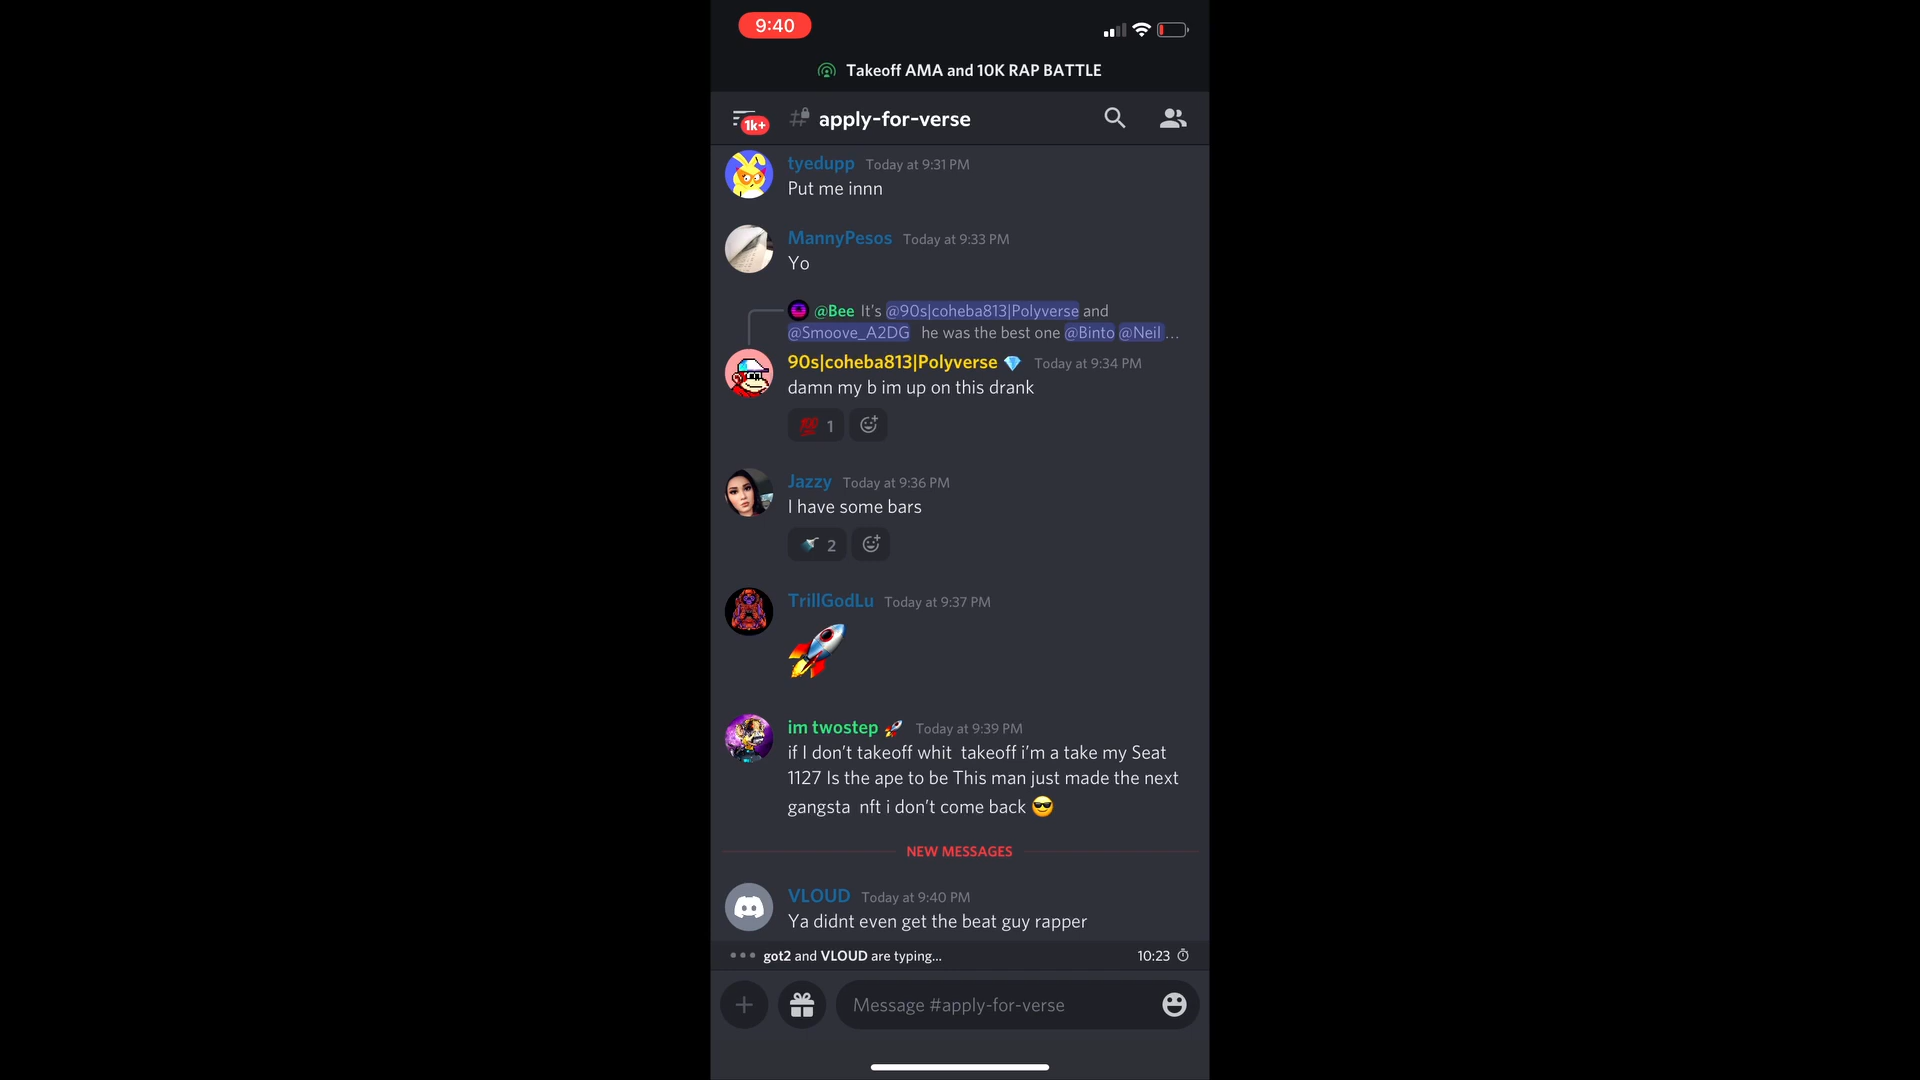 9:40
Takeoff AMA and 10K RAP BATTLE
1k+
apply-for-verse
tyedupp Today at 9:31 PM
Put me innn
MannyPesos Today at 9:33 PM
Yo
@Bee It's @90s|coheba813|Polyverse and
@Smoove_A2DG he was the best one @Binto @Neil ...
90s|coheba813|Polyverse 💎 Today at 9:34 PM
damn my b im up on this drank
💯 1
Jazzy Today at 9:36 PM
I have some bars
2
TrillGodLu Today at 9:37 PM
🚀
im twostep 🚀 Today at 9:39 PM
if I don't takeoff whit  takeoff i'm a take my Seat
1127 Is the ape to be This man just made the next
gangsta  nft i don't come back 😎
NEW MESSAGES
VLOUD Today at 9:40 PM
Ya didnt even get the beat guy rapper
got2 and VLOUD are typing... 10:23
Message #apply-for-verse